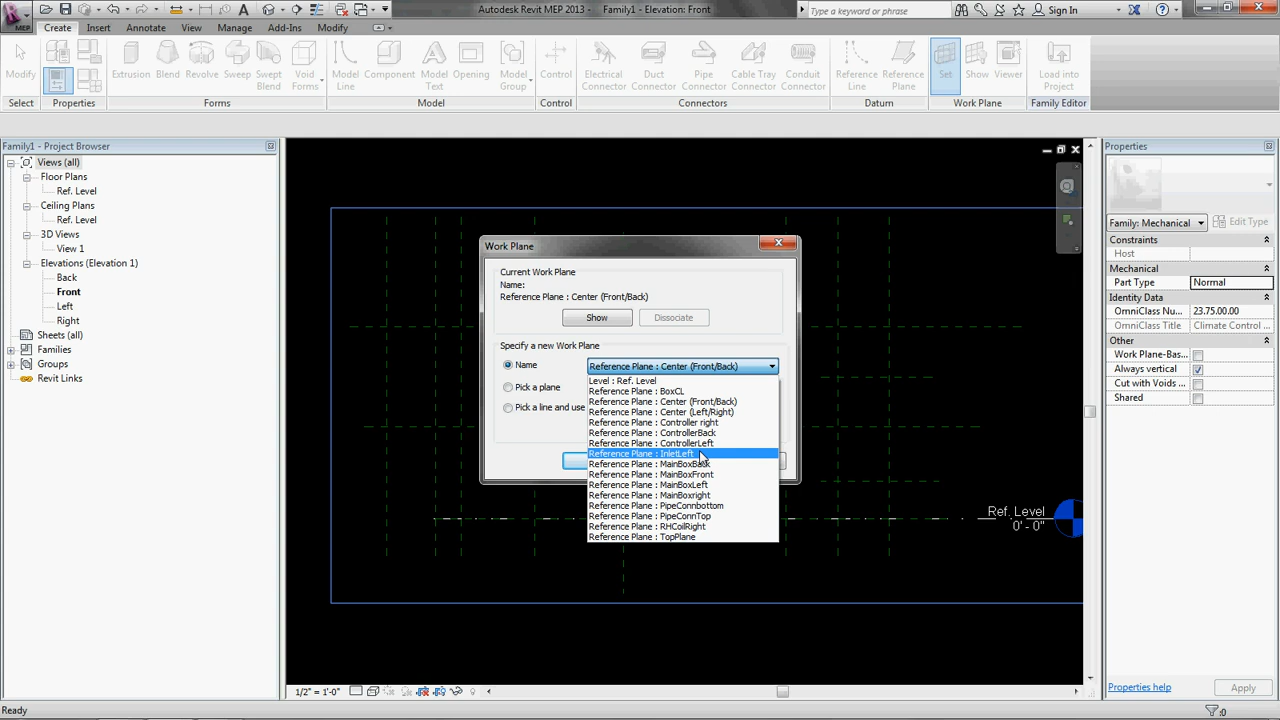 Autodesk Revit MEP 2013 - Family1 - Elevation: Front
Type a keyword or phrase
Sign In
MEP
Create Insert Annotate View Manage Add-Ins Modify
Modify
Extrusion Blend Revolve Sweep Swept Blend Void Forms
Model Line Component Model Text Opening Model Group
Control
Electrical Connector Duct Connector Pipe Connector Cable Tray Connector Conduit Connector
Reference Line Reference Plane
Set Show Viewer
Load into Project
Select Properties Forms Model Control Connectors Datum Work Plane Family Editor
Family1 - Project Browser
Views (all)
Floor Plans
Ref. Level
Ceiling Plans
Ref. Level
3D Views
View 1
Elevations (Elevation 1)
Back
Front
Left
Right
Sheets (all)
Families
Groups
Revit Links
Work Plane
Current Work Plane
Name:
Reference Plane : Center (Front/Back)
Show
Dissociate
Specify a new Work Plane
Name
Reference Plane : Center (Front/Back)
Pick a plane
Pick a line and use
Level : Ref. Level
Reference Plane : BoxCL
Reference Plane : Center (Front/Back)
Reference Plane : Center (Left/Right)
Reference Plane : Controller right
Reference Plane : ControllerBack
Reference Plane : ControllerLeft
Reference Plane : InletLeft
Reference Plane : MainBoxBack
Reference Plane : MainBoxFront
Reference Plane : MainBoxLeft
Reference Plane : MainBoxright
Reference Plane : PipeConnbottom
Reference Plane : PipeConnTop
Reference Plane : RHCoilRight
Reference Plane : TopPlane
Ref. Level
0' - 0"
Properties
Family: Mechanical
Edit Type
Constraints
Host
Mechanical
Part Type Normal
Identity Data
OmniClass Nu... 23.75.00.00
OmniClass Title Climate Control ...
Other
Work Plane-Bas...
Always vertical
Cut with Voids ...
Shared
Properties help
Apply
1/2" = 1'-0"
Ready
:0